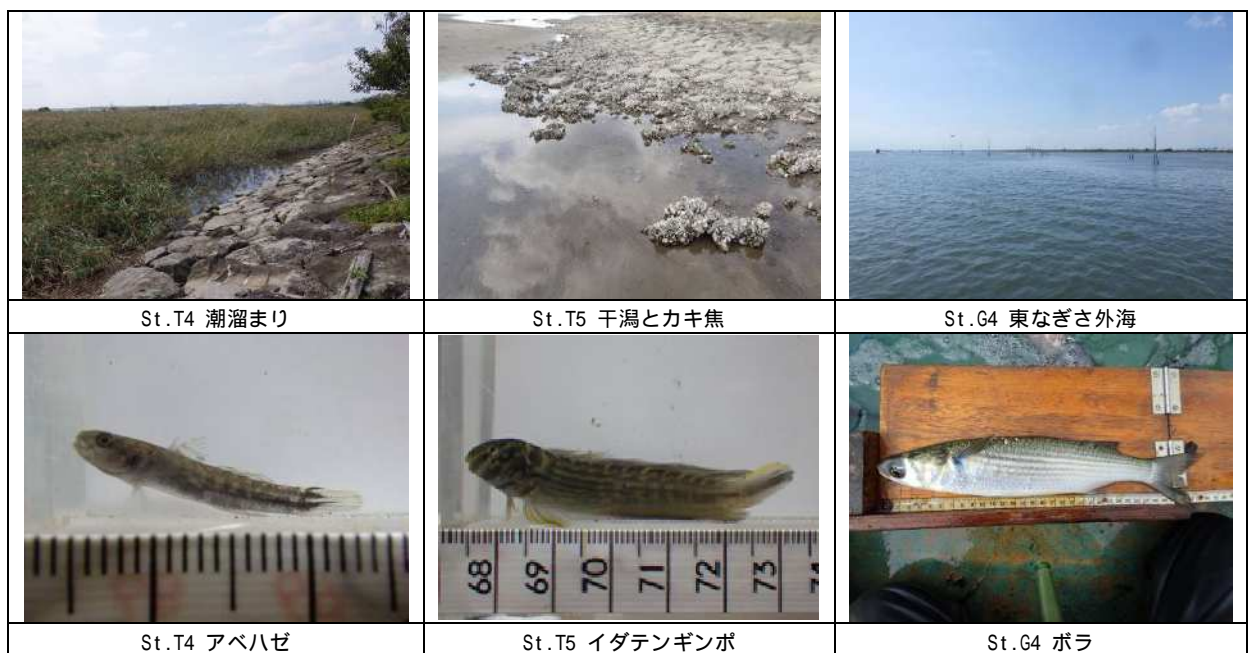 St.T4 潮溜まり
St.T5 干潟とカキ焦
St.G4 東なぎさ外海
68 69 70 71 72 73 74
St.T4 アベハゼ
St.T5 イダテンギンポ
St.G4 ボラ